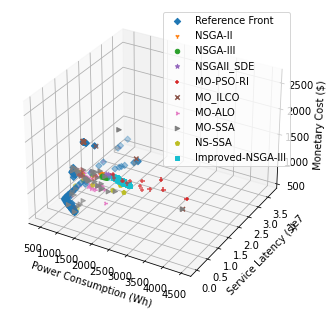 Reference Front
NSGA-II
NSGA-III
NSGAII_SDE
MO-PSO-RI
MO_ILCO
MO-ALO
MO-SSA
NS-SSA
Improved-NSGA-III
2500
2000
1500
1000
500
Monetary Cost ($)
500
1000
1500
2000
2500
3000
3500
4000
4500
Power Consumption (Wh)
0.0
0.5
1.0
1.5
2.0
2.5
3.0
3.5
1e7
Service Latency (s)